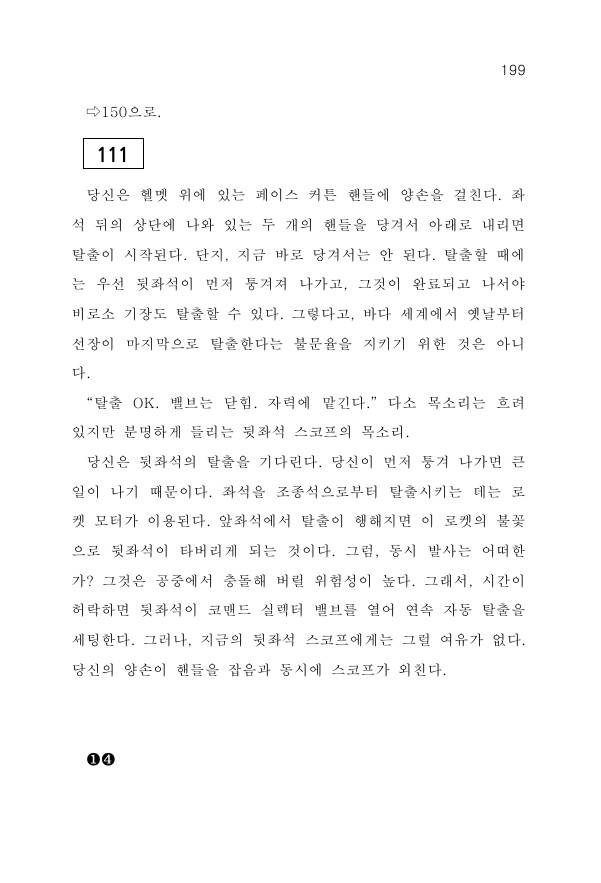 199
⇨150으로.
111
당신은 헬멧 위에 있는 페이스 커튼 핸들에 양손을 걸친다. 좌
석 뒤의 상단에 나와 있는 두 개의 핸들을 당겨서 아래로 내리면
탈출이 시작된다. 단지, 지금 바로 당겨서는 안 된다. 탈출할 때에
는 우선 뒷좌석이 먼저 퉁겨져 나가고, 그것이 완료되고 나서야
비로소 기장도 탈출할 수 있다. 그렇다고, 바다 세계에서 옛날부터
선장이 마지막으로 탈출한다는 불문율을 지키기 위한 것은 아니
다.
“탈출 OK. 밸브는 닫힘. 자력에 맡긴다.” 다소 목소리는 흐려
있지만 분명하게 들리는 뒷좌석 스코프의 목소리.
당신은 뒷좌석의 탈출을 기다린다. 당신이 먼저 퉁겨 나가면 큰
일이 나기 때문이다. 좌석을 조종석으로부터 탈출시키는 데는 로
켓 모터가 이용된다. 앞좌석에서 탈출이 행해지면 이 로켓의 불꽃
으로 뒷좌석이 타버리게 되는 것이다. 그럼, 동시 발사는 어떠한
가? 그것은 공중에서 충돌해 버릴 위험성이 높다. 그래서, 시간이
허락하면 뒷좌석이 코맨드 실렉터 밸브를 열어 연속 자동 탈출을
세팅한다. 그러나, 지금의 뒷좌석 스코프에게는 그럴 여유가 없다.
당신의 양손이 핸들을 잡음과 동시에 스코프가 외친다.
❶❹